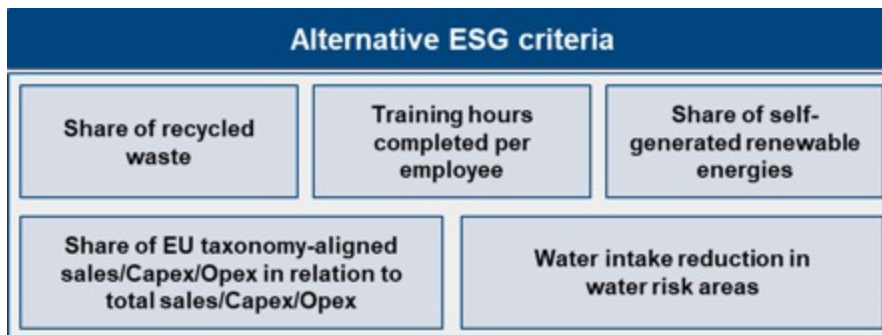 Alternative ESG criteria
Share of recycled
waste
Training hours
completed per
employee
Share of self-
generated renewable
energies
Share of EU taxonomy-aligned
sales/Capex/Opex in relation to
total sales/Capex/Opex
Water intake reduction in
water risk areas